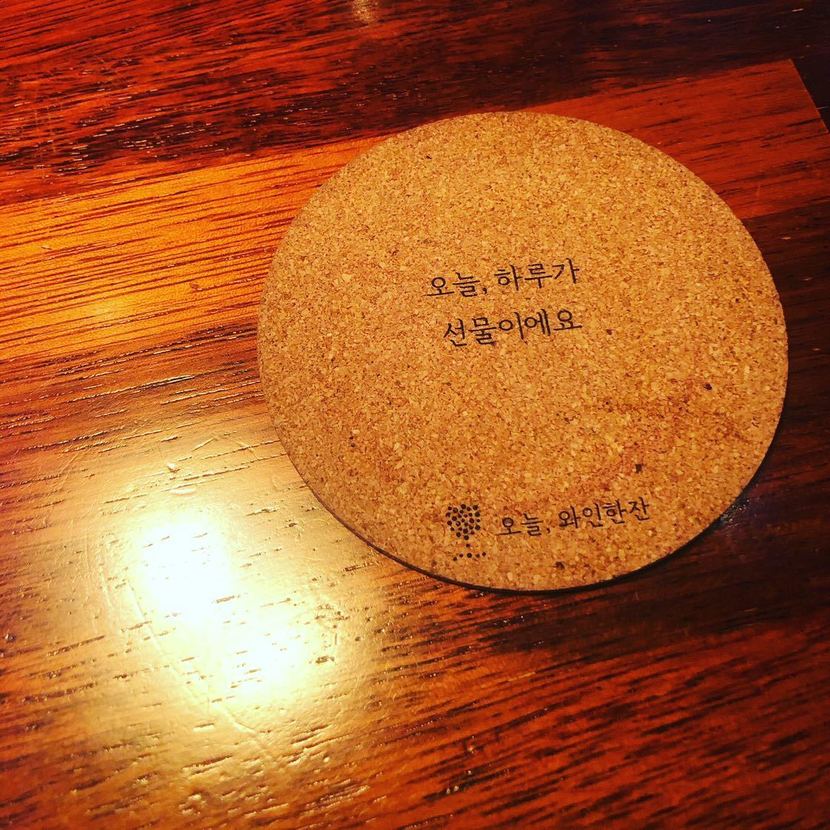 오늘, 하루가
선물이에요
오늘, 와인한잔